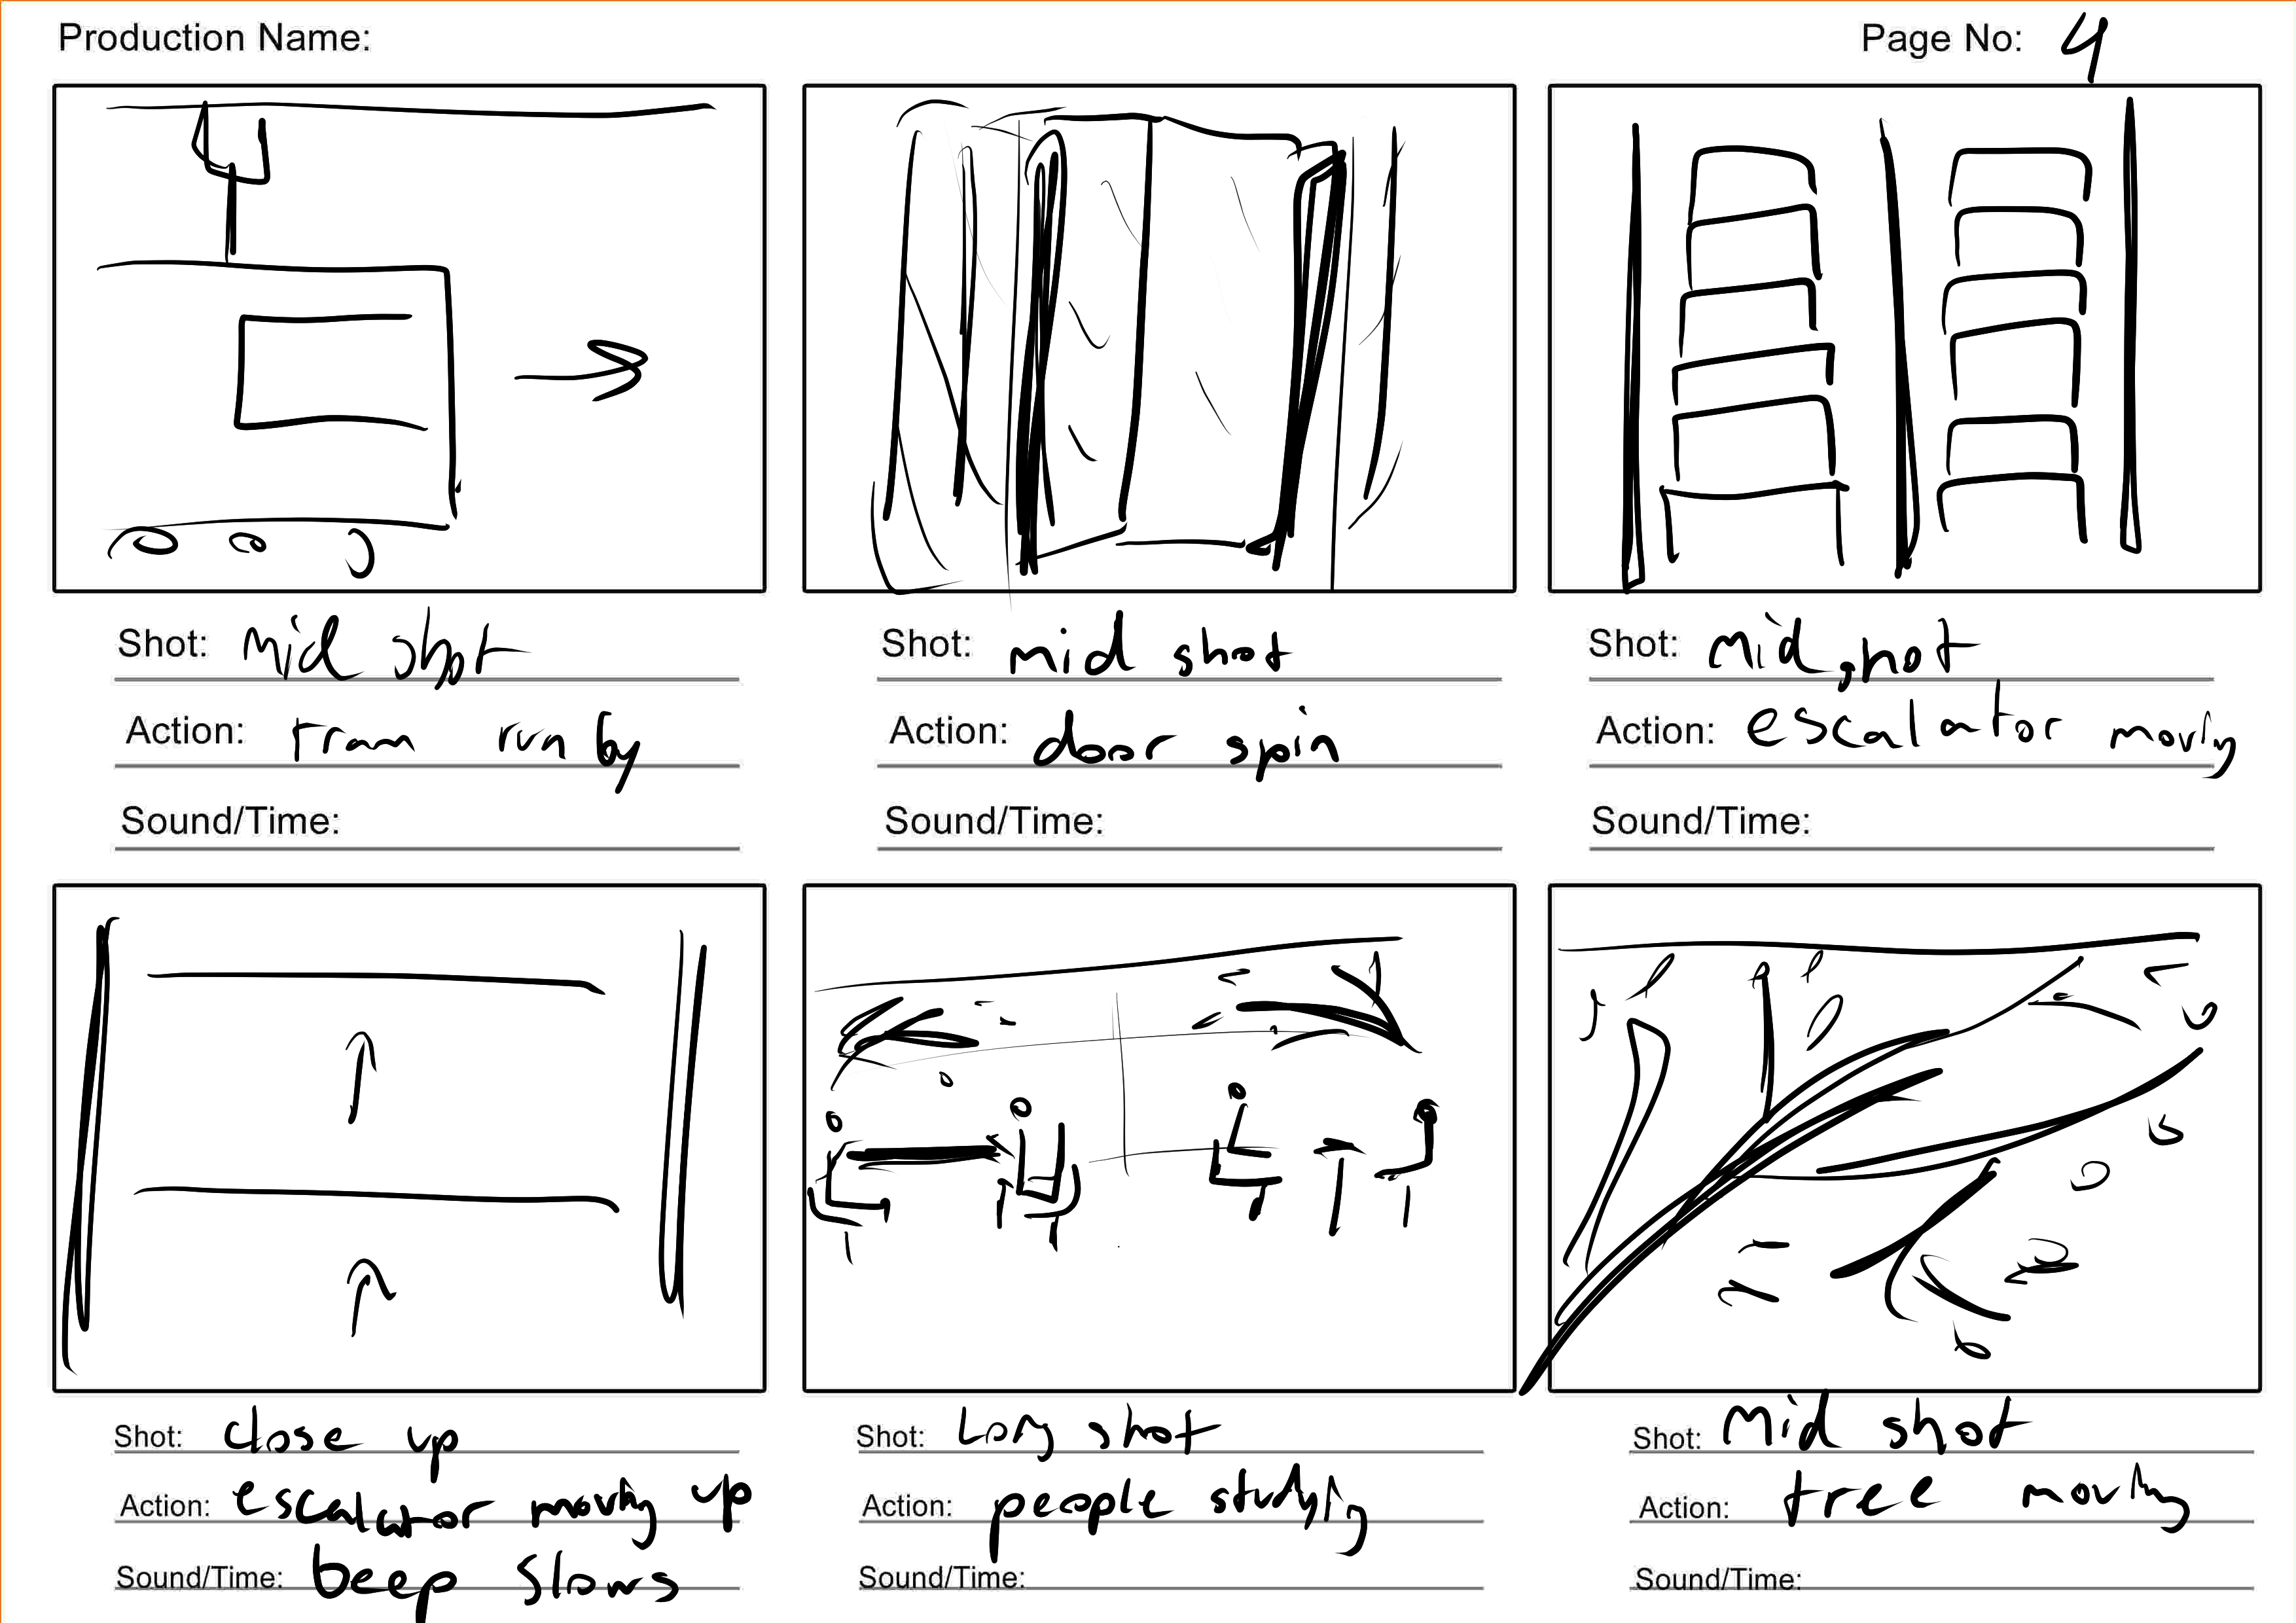 Production Name:
Page No: 4
Shot: mid shot
Action: tram run by
Sound/Time:
Shot: mid shot
Action: door spin
Sound/Time:
Shot: mid shot
Action: escalator moving
Sound/Time:
Shot: close up
Action: escalator moving up
Sound/Time: beep slows
Shot: Long shot
Action: people studying
Sound/Time:
Shot: Mid shot
Action: tree moving
Sound/Time: